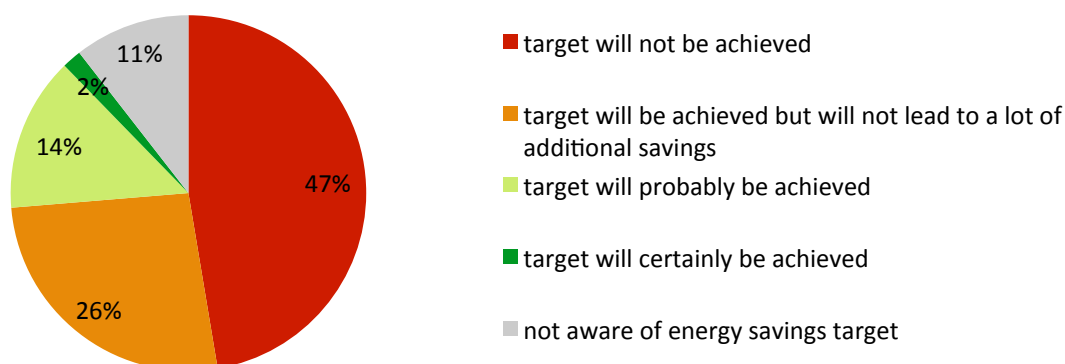 11%
2%
14%
47%
26%
target will not be achieved
target will be achieved but will not lead to a lot of
additional savings
target will probably be achieved
target will certainly be achieved
not aware of energy savings target